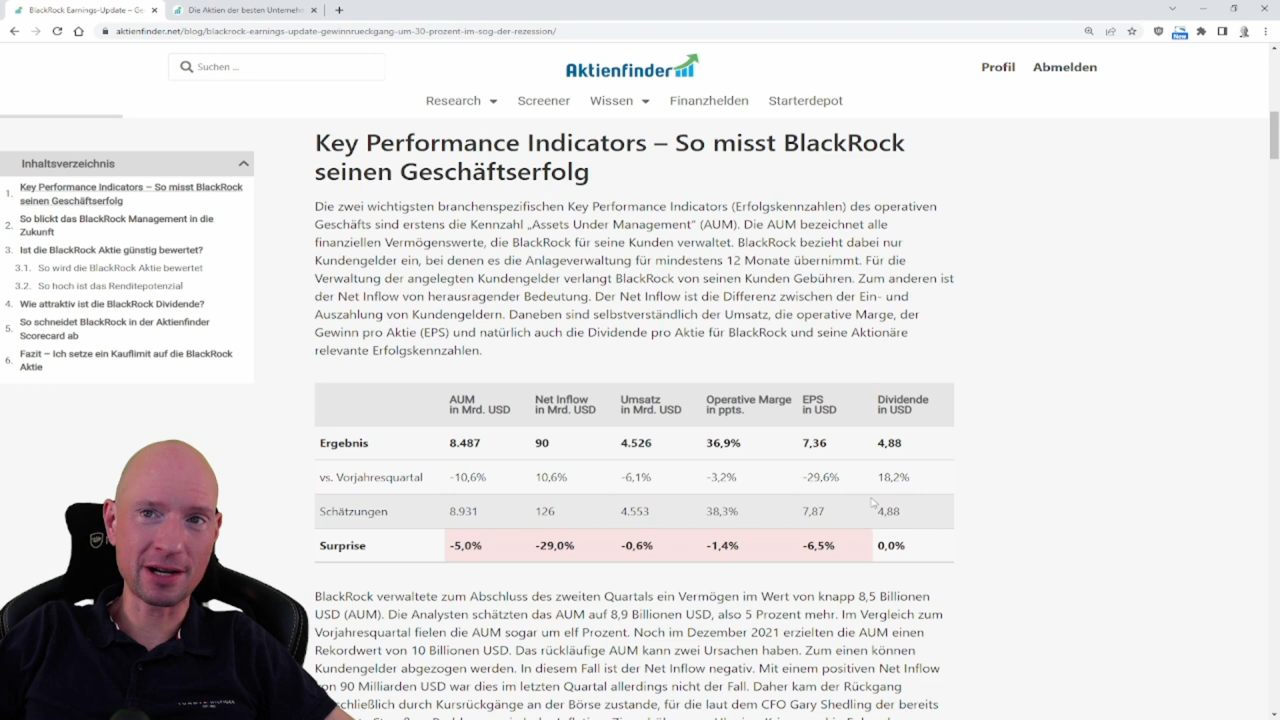 BlackRock Earnings-Update – Ge
Die Aktien der besten Unternehm
aktienfinder.net/blog/blackrock-earnings-update-gewinnrueckgang-um-30-prozent-im-sog-der-rezession/
New
Suchen ...
Aktienfinder
Profil Abmelden
Research Screener Wissen Finanzhelden Starterdepot
Inhaltsverzeichnis
1. Key Performance Indicators – So misst BlackRock
seinen Geschäftserfolg
2. So blickt das BlackRock Management in die
Zukunft
3. Ist die BlackRock Aktie günstig bewertet?
3.1. So wird die BlackRock Aktie bewertet
3.2. So hoch ist das Renditepotenzial
4. Wie attraktiv ist die BlackRock Dividende?
5. So schneidet BlackRock in der Aktienfinder
Scorecard ab
6. Fazit – Ich setze ein Kauflimit auf die BlackRock
Aktie
Key Performance Indicators – So misst BlackRock
seinen Geschäftserfolg
Die zwei wichtigsten branchenspezifischen Key Performance Indicators (Erfolgskennzahlen) des operativen
Geschäfts sind erstens die Kennzahl „Assets Under Management“ (AUM). Die AUM bezeichnet alle
finanziellen Vermögenswerte, die BlackRock für seine Kunden verwaltet. BlackRock bezieht dabei nur
Kundengelder ein, bei denen es die Anlageverwaltung für mindestens 12 Monate übernimmt. Für die
Verwaltung der angelegten Kundengelder verlangt BlackRock von seinen Kunden Gebühren. Zum anderen ist
der Net Inflow von herausragender Bedeutung. Der Net Inflow ist die Differenz zwischen der Ein- und
Auszahlung von Kundengeldern. Daneben sind selbstverständlich der Umsatz, die operative Marge, der
Gewinn pro Aktie (EPS) und natürlich auch die Dividende pro Aktie für BlackRock und seine Aktionäre
relevante Erfolgskennzahlen.
AUM Net Inflow Umsatz Operative Marge EPS Dividende
in Mrd. USD in Mrd. USD in Mrd. USD in ppts. in USD in USD
Ergebnis 8.487 90 4.526 36,9% 7,36 4,88
vs. Vorjahresquartal -10,6% 10,6% -6,1% -3,2% -29,6% 18,2%
Schätzungen 8.931 126 4.553 38,3% 7,87 4,88
Surprise -5,0% -29,0% -0,6% -1,4% -6,5% 0,0%
BlackRock verwaltete zum Abschluss des zweiten Quartals ein Vermögen im Wert von knapp 8,5 Billionen
USD (AUM). Die Analysten schätzten das AUM auf 8,9 Billionen USD, also 5 Prozent mehr. Im Vergleich zum
Vorjahresquartal fielen die AUM sogar um elf Prozent. Noch im Dezember 2021 erzielten die AUM einen
Rekordwert von 10 Billionen USD. Das rückläufige AUM kann zwei Ursachen haben. Zum einen können
Kundengelder abgezogen werden. In diesem Fall ist der Net Inflow negativ. Mit einem positiven Net Inflow
von 90 Milliarden USD war dies im letzten Quartal allerdings nicht der Fall. Daher kam der Rückgang
schließlich durch Kursrückgänge an der Börse zustande, für die laut dem CFO Gary Shedling der bereits